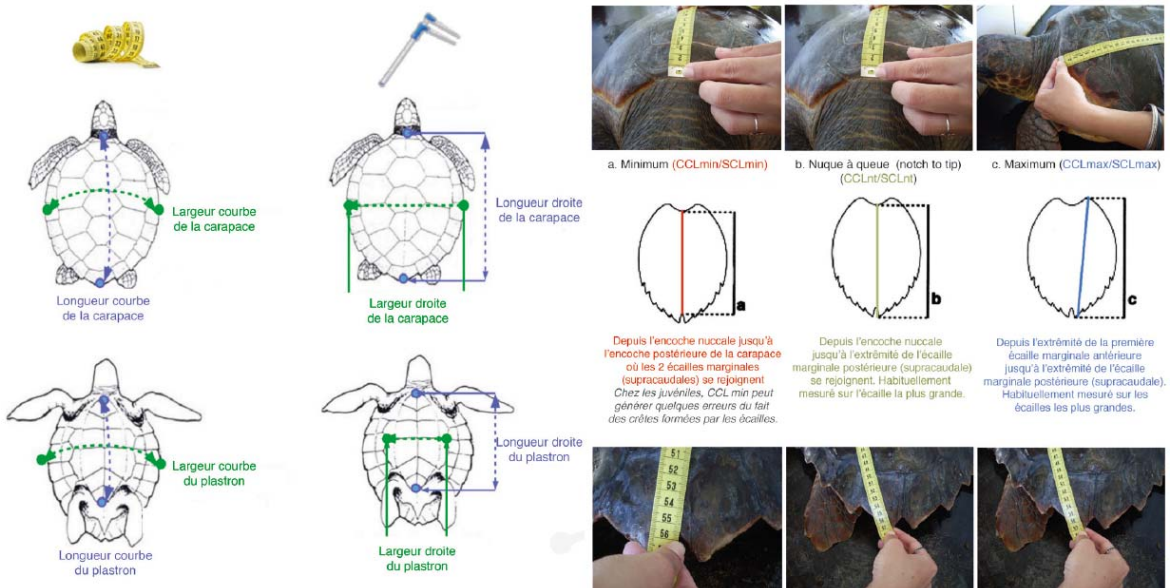 Largeur courbe
de la carapace
Longueur courbe
de la carapace
Longueur droite
de la carapace
Largeur droite
de la carapace
Largeur courbe
du plastron
Longueur courbe
du plastron
Longueur droite
du plastron
Largeur droite
du plastron
a. Minimum (CCLmin/SCLmin)
b. Nuque à queue (notch to tip)
(CCLnt/SCLnt)
c. Maximum (CCLmax/SCLmax)
a
b
c
Depuis l'encoche nuccale jusqu'à
l'encoche postérieure de la carapace
où les 2 écailles marginales
(supracaudales) se rejoignent
Chez les juvéniles, CCL min peut
générer quelques erreurs du fait
des crêtes formées par les écailles.
Depuis l'encoche nuccale
jusqu'à l'extrêmité de l'écaille
marginale postérieure (supracaudale)
se rejoignent. Habituellement
mesuré sur l'écaille la plus grande.
Depuis l'extrémité de la première
écaille marginale antérieure
jusqu'à l'extrémité de l'écaille
marginale postérieure (supracaudale).
Habituellement mesuré sur les
écailles les plus grandes.
51
52
53
54
55
56